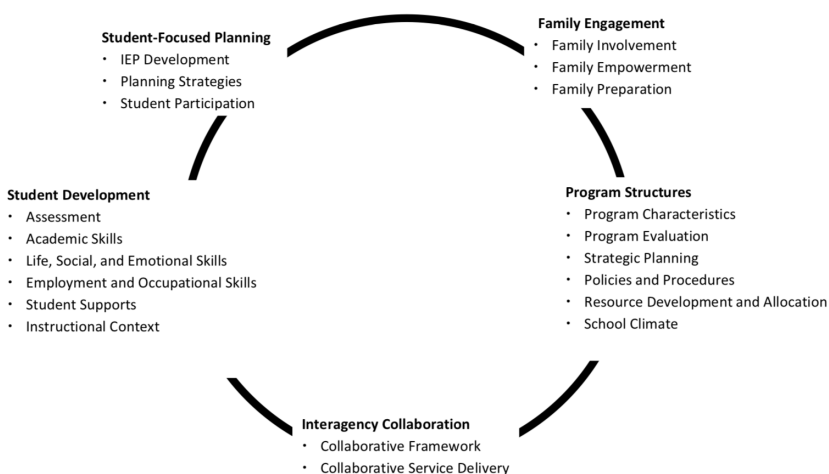 Student-Focused Planning
• IEP Development
• Planning Strategies
• Student Participation
Family Engagement
• Family Involvement
• Family Empowerment
• Family Preparation
Student Development
• Assessment
• Academic Skills
• Life, Social, and Emotional Skills
• Employment and Occupational Skills
• Student Supports
• Instructional Context
Program Structures
• Program Characteristics
• Program Evaluation
• Strategic Planning
• Policies and Procedures
• Resource Development and Allocation
• School Climate
Interagency Collaboration
• Collaborative Framework
• Collaborative Service Delivery